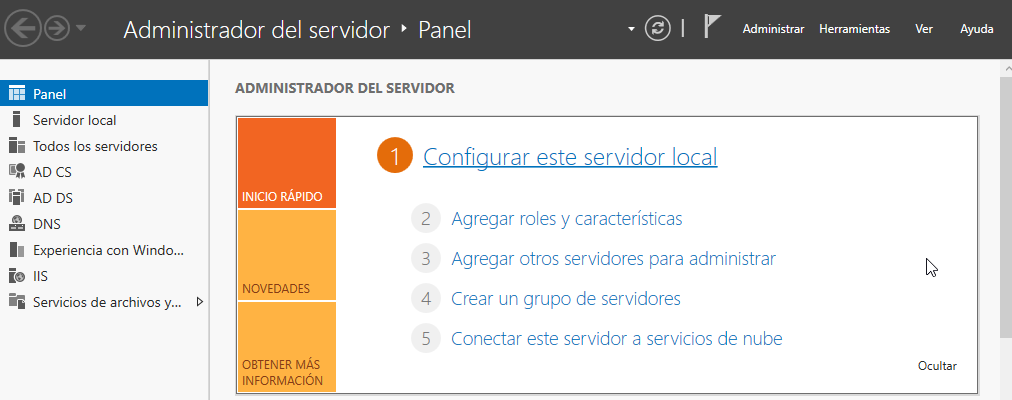 Administrador del servidor ‣ Panel
Administrar Herramientas Ver Ayuda
Panel
Servidor local
Todos los servidores
AD CS
AD DS
DNS
Experiencia con Windo...
IIS
Servicios de archivos y...
ADMINISTRADOR DEL SERVIDOR
INICIO RÁPIDO
NOVEDADES
OBTENER MÁS
INFORMACIÓN
1 Configurar este servidor local
2 Agregar roles y características
3 Agregar otros servidores para administrar
4 Crear un grupo de servidores
5 Conectar este servidor a servicios de nube
Ocultar